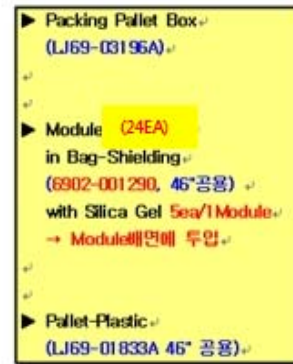 ▶ Packing Pallet Box
(LJ69-03196A)
▶ Module (24EA)
in Bag-Shielding
(6902-001290, 46"공용)
with Silica Gel 5ea/1Module
→ Module배면에 투입
▶ Pallet-Plastic
(LJ69-01833A 46" 공용)